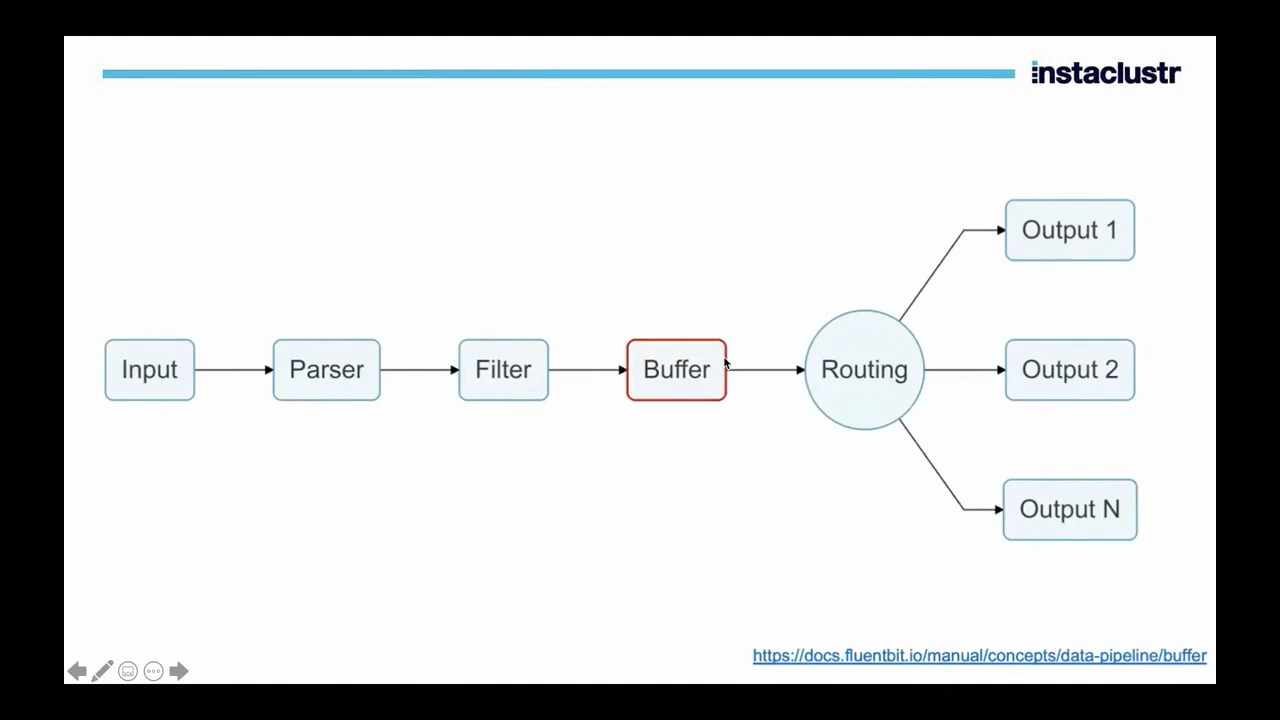 instaclustr
Output 1
Input
Parser
Filter
Buffer
Routing
Output 2
Output N
https://docs.fluentbit.io/manual/concepts/data-pipeline/buffer